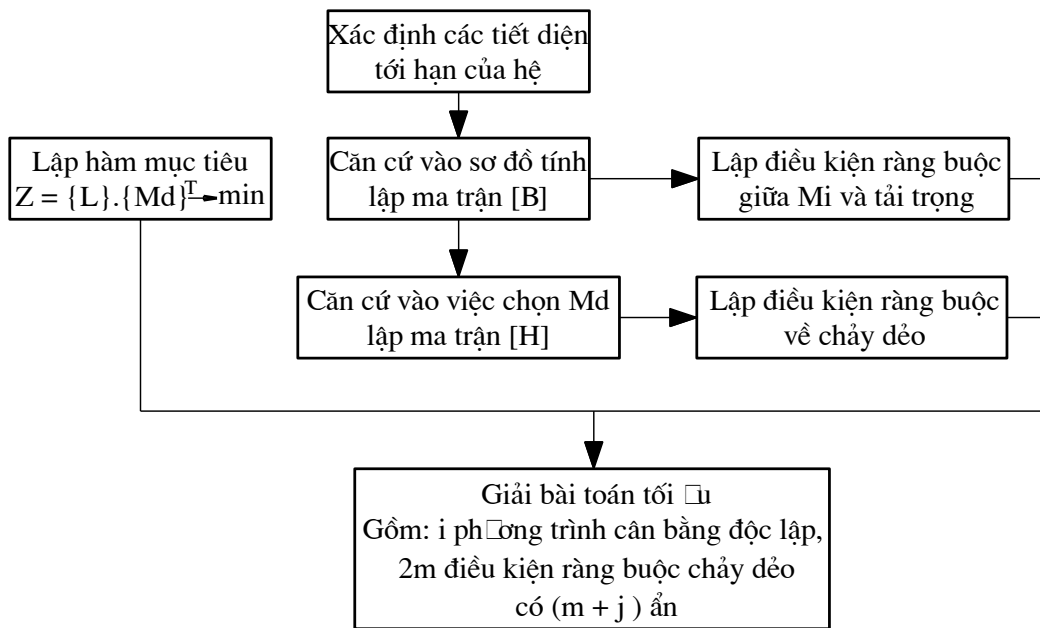 Xác định các tiết diện
tới hạn của hệ
Lập hàm mục tiêu
Z = {L}.{Md}ᵀ→min
Căn cứ vào sơ đồ tính
lập ma trận [B]
Lập điều kiện ràng buộc
giữa Mi và tải trọng
Căn cứ vào việc chọn Md
lập ma trận [H]
Lập điều kiện ràng buộc
về chảy dẻo
Giải bài toán tối □u
Gồm: i ph□ơng trình cân bằng độc lập,
2m điều kiện ràng buộc chảy dẻo
có (m + j ) ẩn